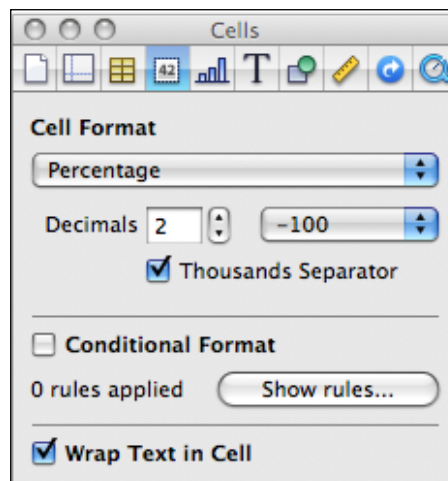 Cells
42
T
Cell Format
Percentage
Decimals 2 -100
Thousands Separator
Conditional Format
0 rules applied Show rules...
Wrap Text in Cell